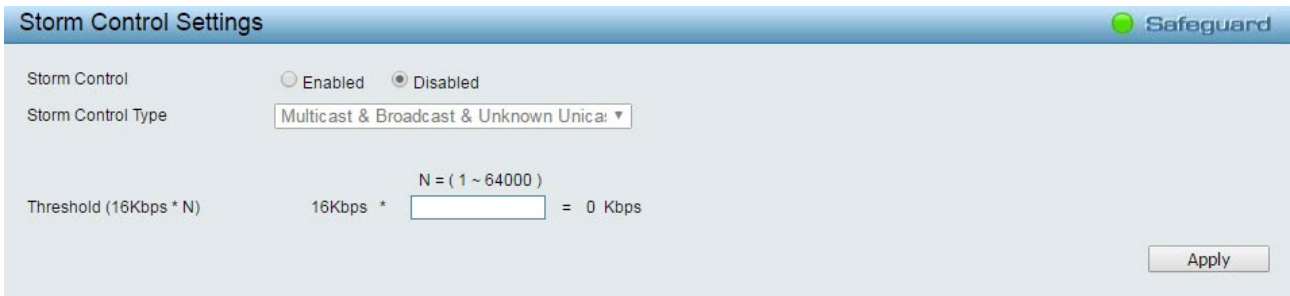 Storm Control Settings
Safeguard
Storm Control
Enabled Disabled
Storm Control Type
Multicast & Broadcast & Unknown Unica
N = ( 1 ~ 64000 )
Threshold (16Kbps * N) 16Kbps * = 0 Kbps
Apply